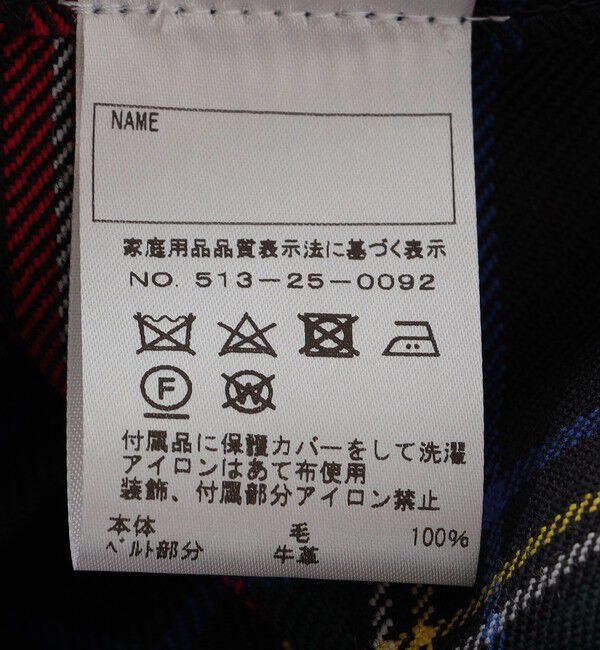 NAME
家庭用品品質表示法に基づく表示
NO. 513-25-0092
F
W
付属品に保護カバーをして洗濯
アイロンはあて布使用
装飾、付属部分アイロン禁止
本体 毛 100%
ベルト部分 牛革